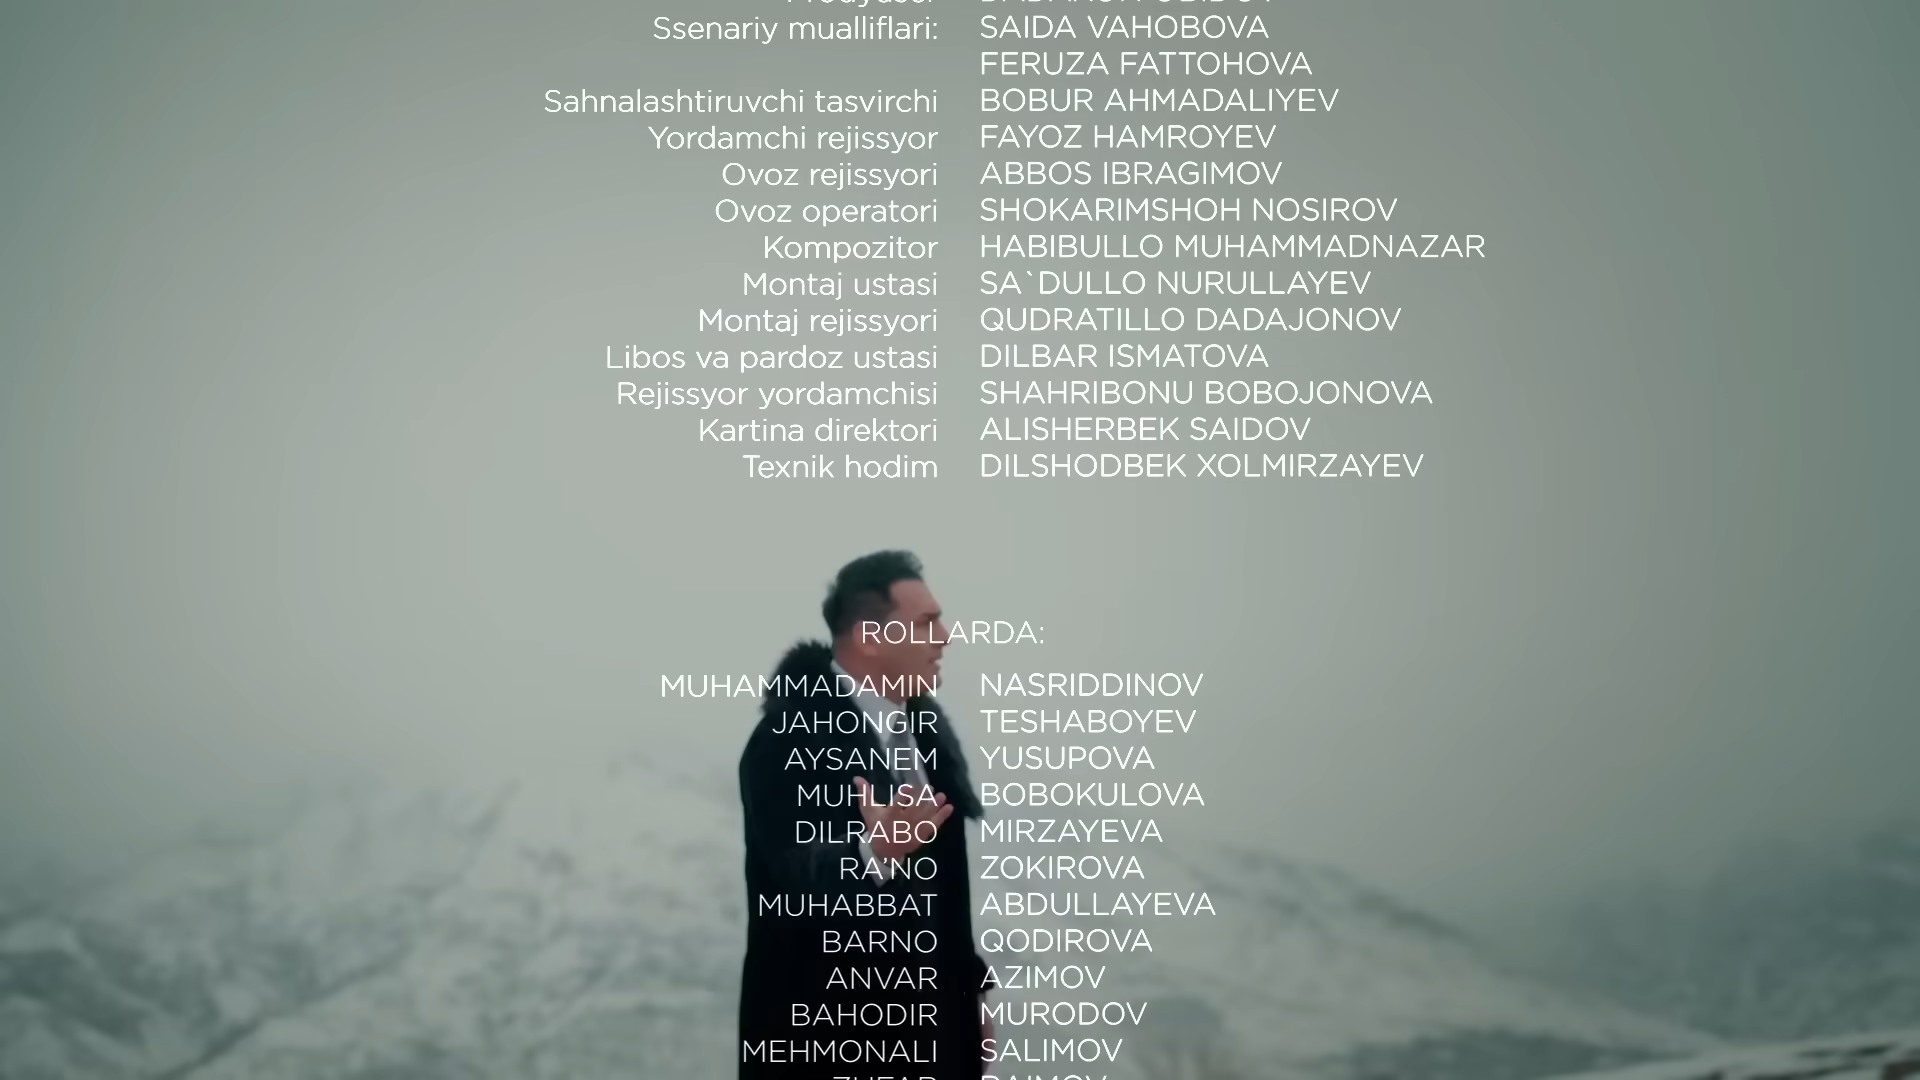 Ssenariy mualliflari: SAIDA VAHOBOVA
FERUZA FATTOHOVA
Sahnalashtiruvchi tasvirchi BOBUR AHMADALIYEV
Yordamchi rejissyor FAYOZ HAMROYEV
Ovoz rejissyori ABBOS IBRAGIMOV
Ovoz operatori SHOKARIMSHOH NOSIROV
Kompozitor HABIBULLO MUHAMMADNAZAR
Montaj ustasi SA`DULLO NURULLAYEV
Montaj rejissyori QUDRATILLO DADAJONOV
Libos va pardoz ustasi DILBAR ISMATOVA
Rejissyor yordamchisi SHAHRIBONU BOBOJONOVA
Kartina direktori ALISHERBEK SAIDOV
Texnik hodim DILSHODBEK XOLMIRZAYEV
ROLLARDA:
MUHAMMADAMIN NASRIDDINOV
JAHONGIR TESHABOYEV
AYSANEM YUSUPOVA
MUHLISA BOBOKULOVA
DILRABO MIRZAYEVA
RA’NO ZOKIROVA
MUHABBAT ABDULLAYEVA
BARNO QODIROVA
ANVAR AZIMOV
BAHODIR MURODOV
MEHMONALI SALIMOV